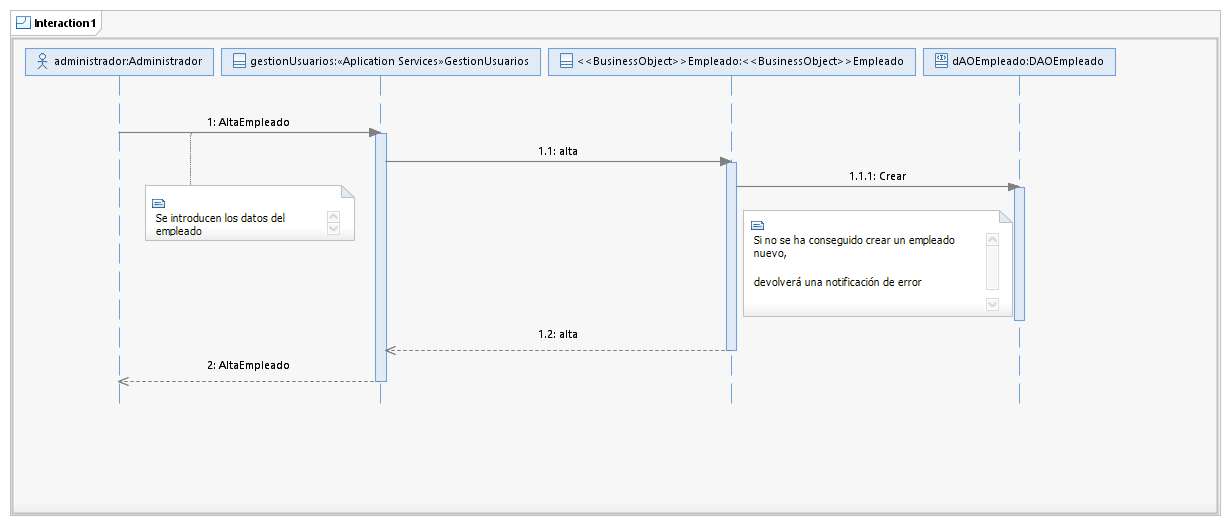 Interaction1
administrador:Administrador
gestionUsuarios:«Aplication Services»GestionUsuarios
<<BusinessObject>>Empleado:<<BusinessObject>>Empleado
dAOEmpleado:DAOEmpleado
1: AltaEmpleado
1.1: alta
1.1.1: Crear
Se introducen los datos del
empleado
Si no se ha conseguido crear un empleado
nuevo,
devolverá una notificación de error
1.2: alta
2: AltaEmpleado